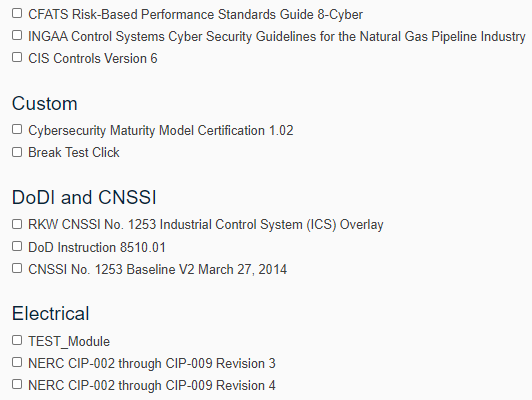 CFATS Risk-Based Performance Standards Guide 8-Cyber
INGAA Control Systems Cyber Security Guidelines for the Natural Gas Pipeline Industry
CIS Controls Version 6
Custom
Cybersecurity Maturity Model Certification 1.02
Break Test Click
DoDI and CNSSI
RKW CNSSI No. 1253 Industrial Control System (ICS) Overlay
DoD Instruction 8510.01
CNSSI No. 1253 Baseline V2 March 27, 2014
Electrical
TEST_Module
NERC CIP-002 through CIP-009 Revision 3
NERC CIP-002 through CIP-009 Revision 4